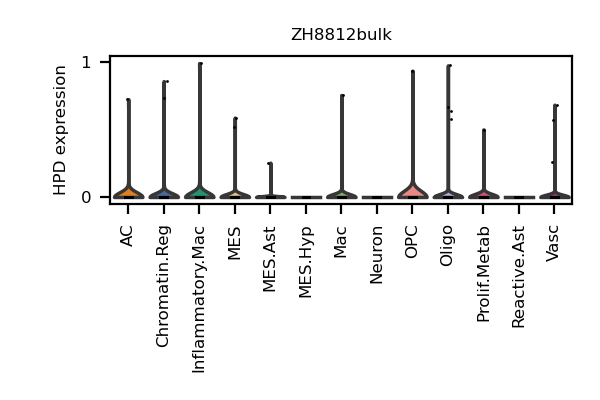 ZH8812bulk
HPD expression
1
0
AC
Chromatin.Reg
Inflammatory.Mac
MES
MES.Ast
MES.Hyp
Mac
Neuron
OPC
Oligo
Prolif.Metab
Reactive.Ast
Vasc